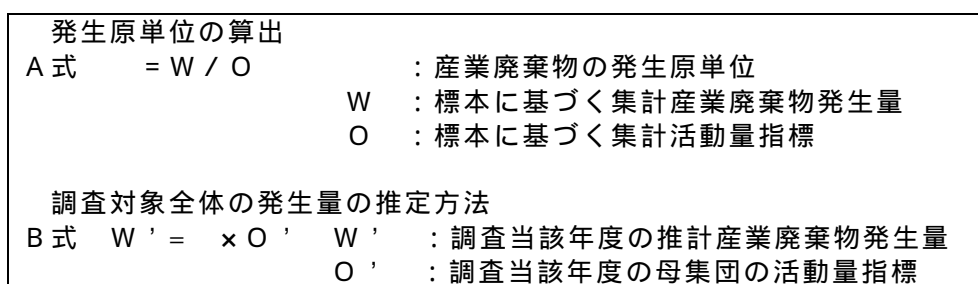 発生原単位の算出
A式 =W/O :産業廃棄物の発生原単位
W :標本に基づく集計産業廃棄物発生量
O :標本に基づく集計活動量指標
調査対象全体の発生量の推定方法
B式 W'= ×O' W' :調査当該年度の推計産業廃棄物発生量
O' :調査当該年度の母集団の活動量指標